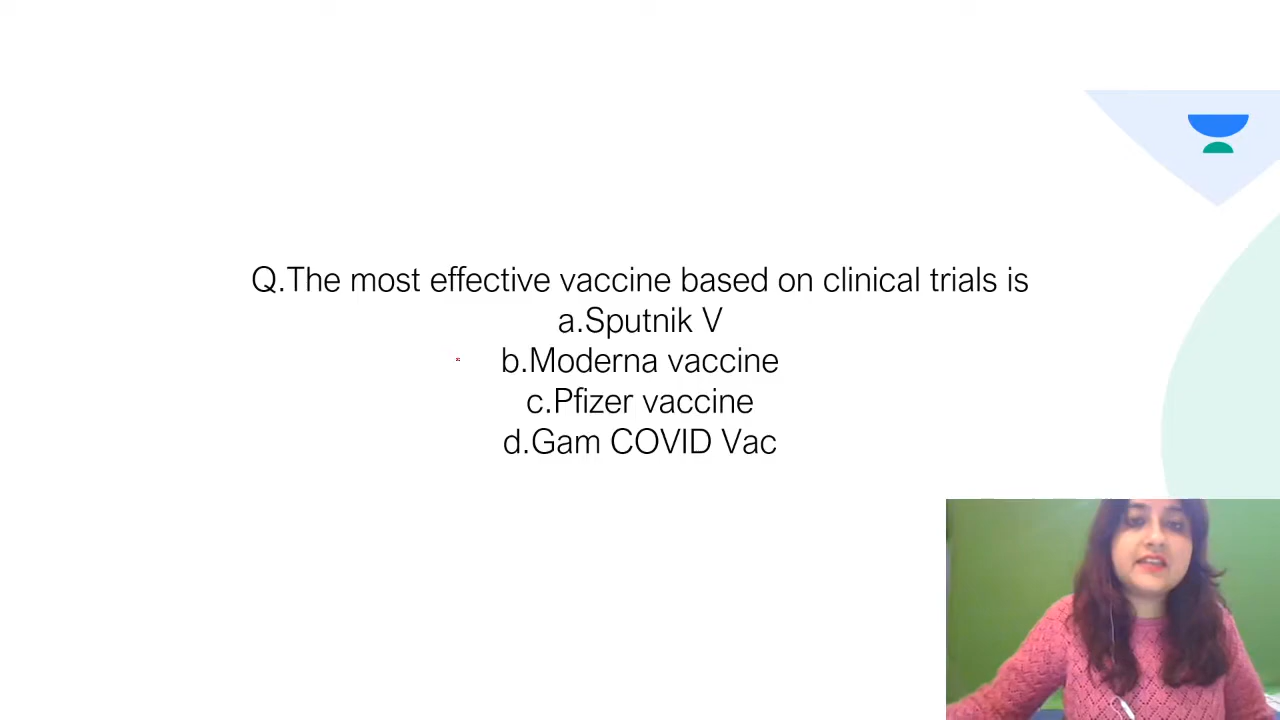 Q.The most effective vaccine based on clinical trials is
a.Sputnik V
b.Moderna vaccine
c.Pfizer vaccine
d.Gam COVID Vac